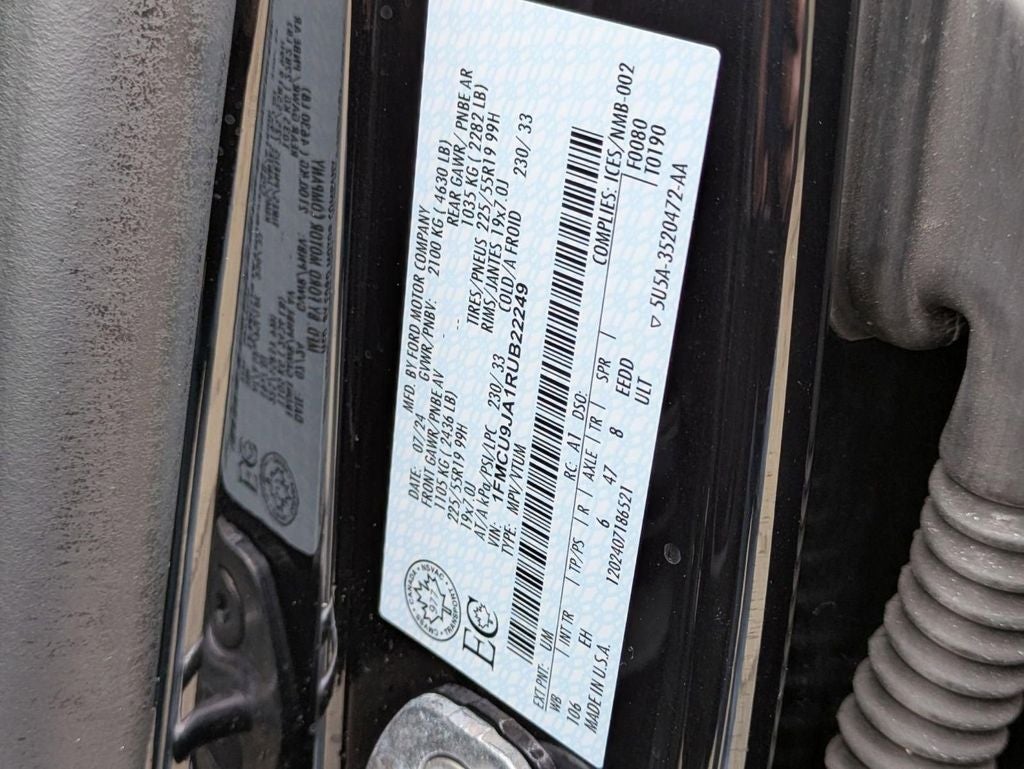 DATE: 07/24 MFD. BY FORD MOTOR COMPANY
GVWR/PNBV: 2100 KG ( 4630 LB)
FRONT GAWR/PNBE AV REAR GAWR/ PNBE AR
1105 KG ( 2436 LB) 1035 KG ( 2282 LB)
225/55R19 99H TIRES/PNEUS 225/55R19 99H
19x7.0J RIMS/JANTES 19x7.0J
AT/A kPa/PSI/LPC 230/ 33 COLD/A FROID 230/ 33
VIN: 1FMCU9JA1RUB22249
TYPE: MPV/VTUM
EXT PNT: UM RC: A1 DSO: COMPLIES: ICES/NMB-002
WB INT TR TP/PS R AXLE TR SPR F0080
T0190
106 EH 6 47 8 EEDD
ULT
MADE IN U.S.A. 120240718652I ▽ 5U5A-3520472-AA
CANADA • NSVAC •
EC